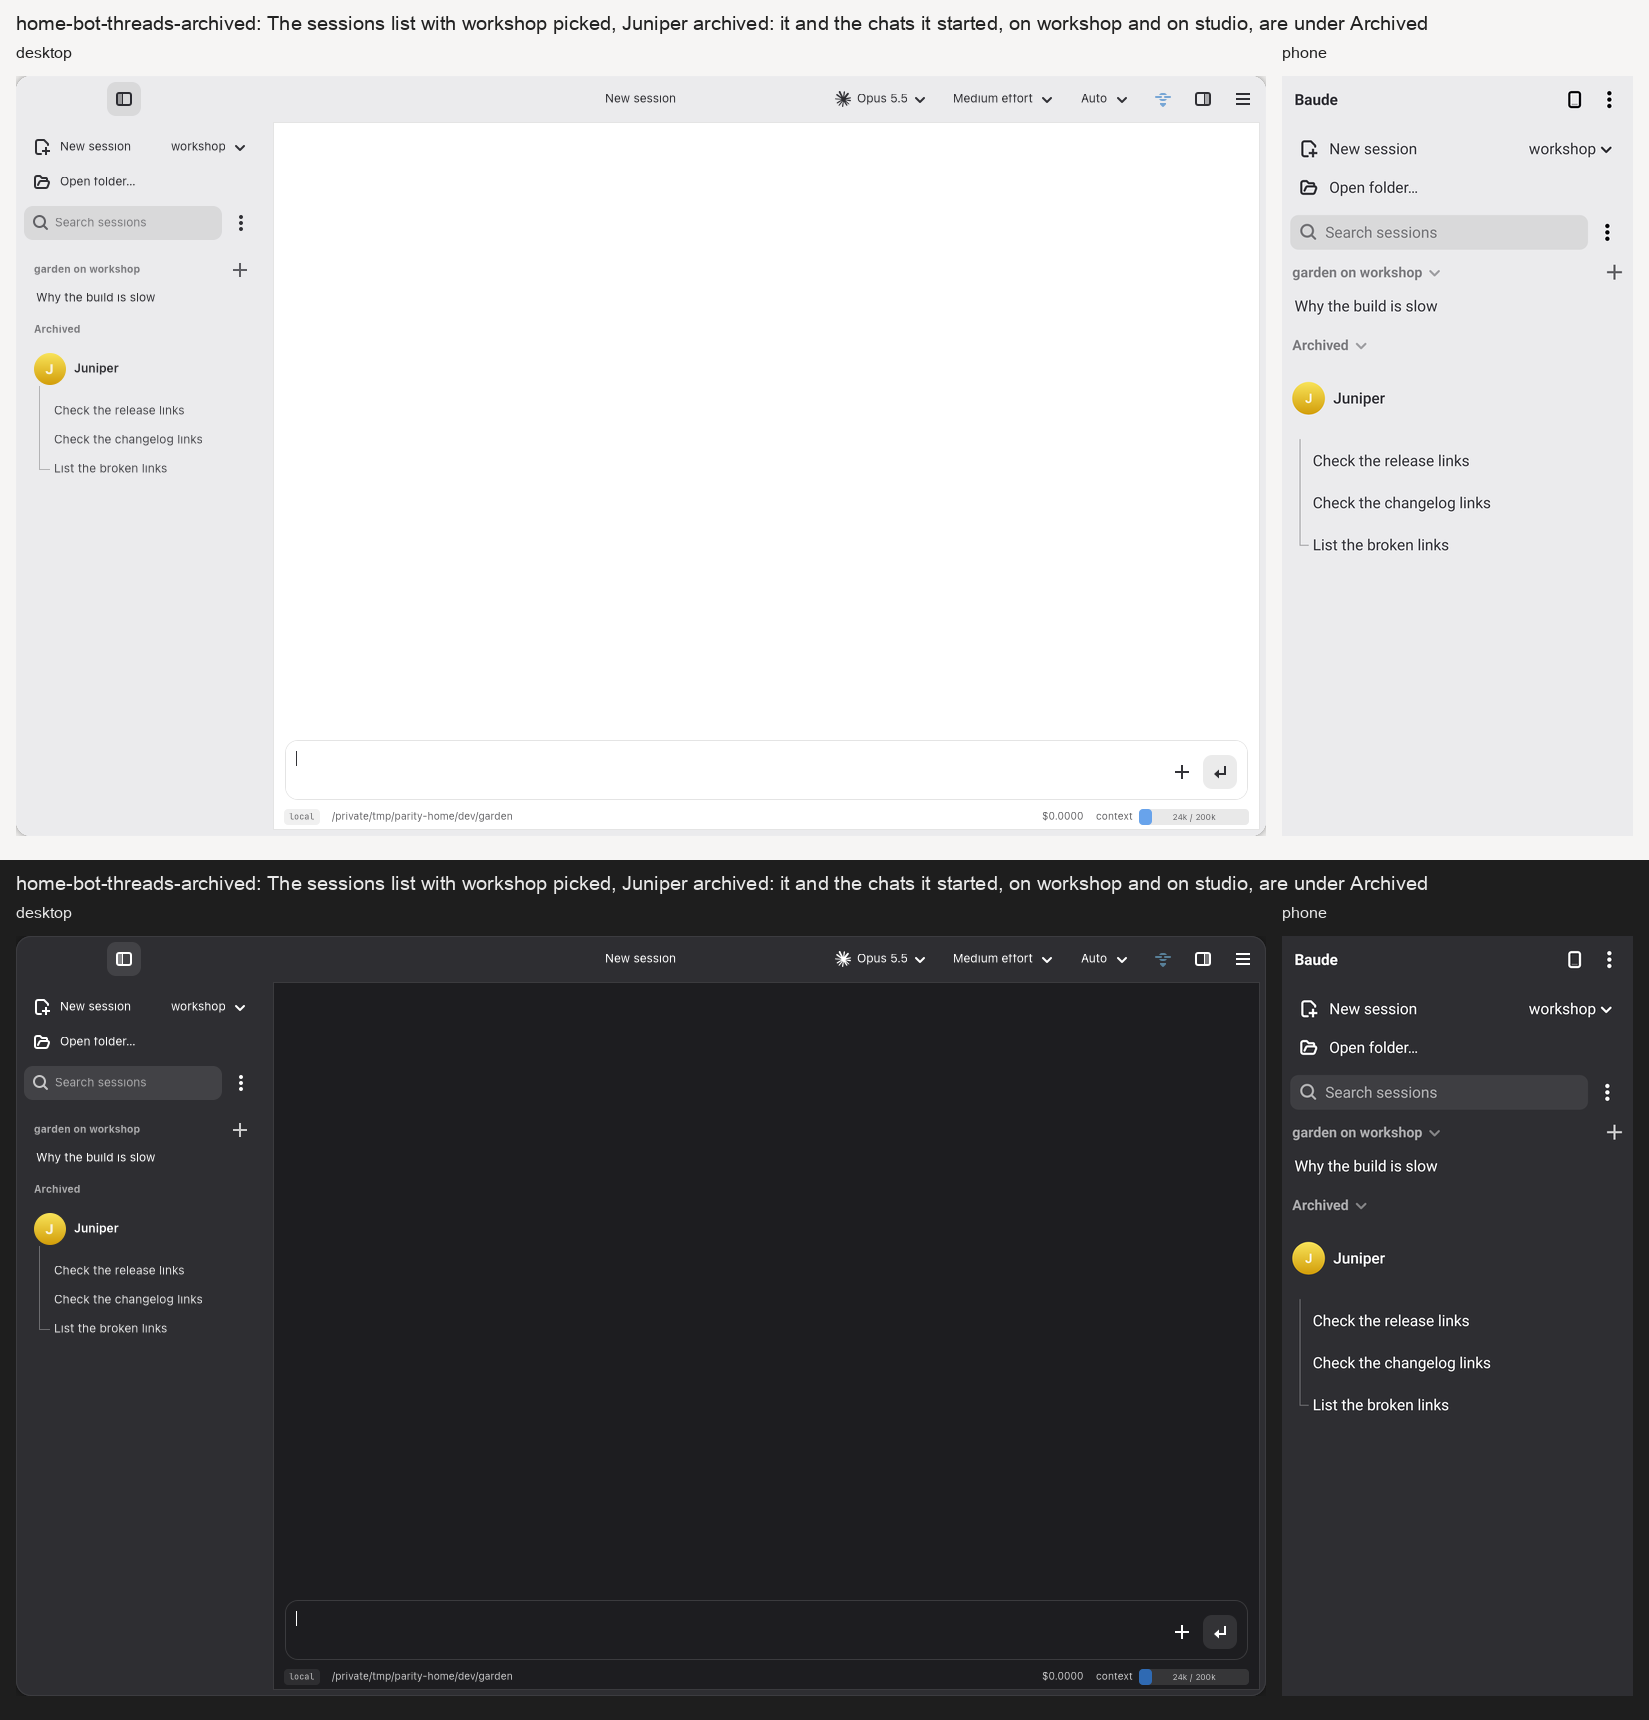 home-bot-threads-archived: The sessions list with workshop picked, Juniper archived: it and the chats it started, on workshop and on studio, are under Archived
desktop
phone
New session
Opus 5.5
Medium effort
Auto
New session
workshop
Open folder...
Search sessions
garden on workshop
Why the build is slow
Archived
J
Juniper
Check the release links
Check the changelog links
List the broken links
local
/private/tmp/parity-home/dev/garden
$0.0000
context
24k / 200k
Baude
New session
workshop
Open folder...
Search sessions
garden on workshop
Why the build is slow
Archived
J
Juniper
Check the release links
Check the changelog links
List the broken links
home-bot-threads-archived: The sessions list with workshop picked, Juniper archived: it and the chats it started, on workshop and on studio, are under Archived
desktop
phone
New session
Opus 5.5
Medium effort
Auto
New session
workshop
Open folder...
Search sessions
garden on workshop
Why the build is slow
Archived
J
Juniper
Check the release links
Check the changelog links
List the broken links
local
/private/tmp/parity-home/dev/garden
$0.0000
context
24k / 200k
Baude
New session
workshop
Open folder...
Search sessions
garden on workshop
Why the build is slow
Archived
J
Juniper
Check the release links
Check the changelog links
List the broken links